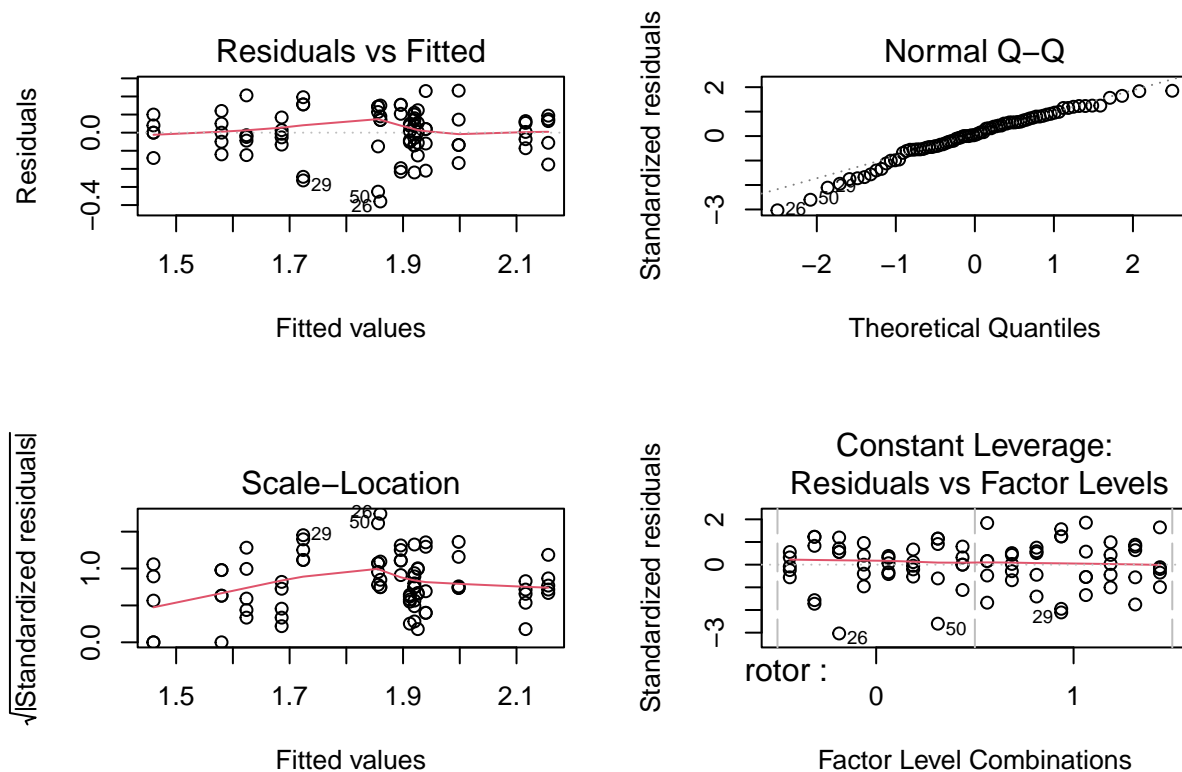 Residuals vs Fitted
Residuals
0.0
−0.4
29
50
26
1.5 1.7 1.9 2.1
Fitted values
Normal Q−Q
Standardized residuals
2
0
−3
26
50
−2 −1 0 1 2
Theoretical Quantiles
Scale−Location
√|Standardized residuals|
1.0
0.0
26
50
29
1.5 1.7 1.9 2.1
Fitted values
Constant Leverage:
Residuals vs Factor Levels
Standardized residuals
2
0
−3
26
50
29
rotor :
0 1
Factor Level Combinations